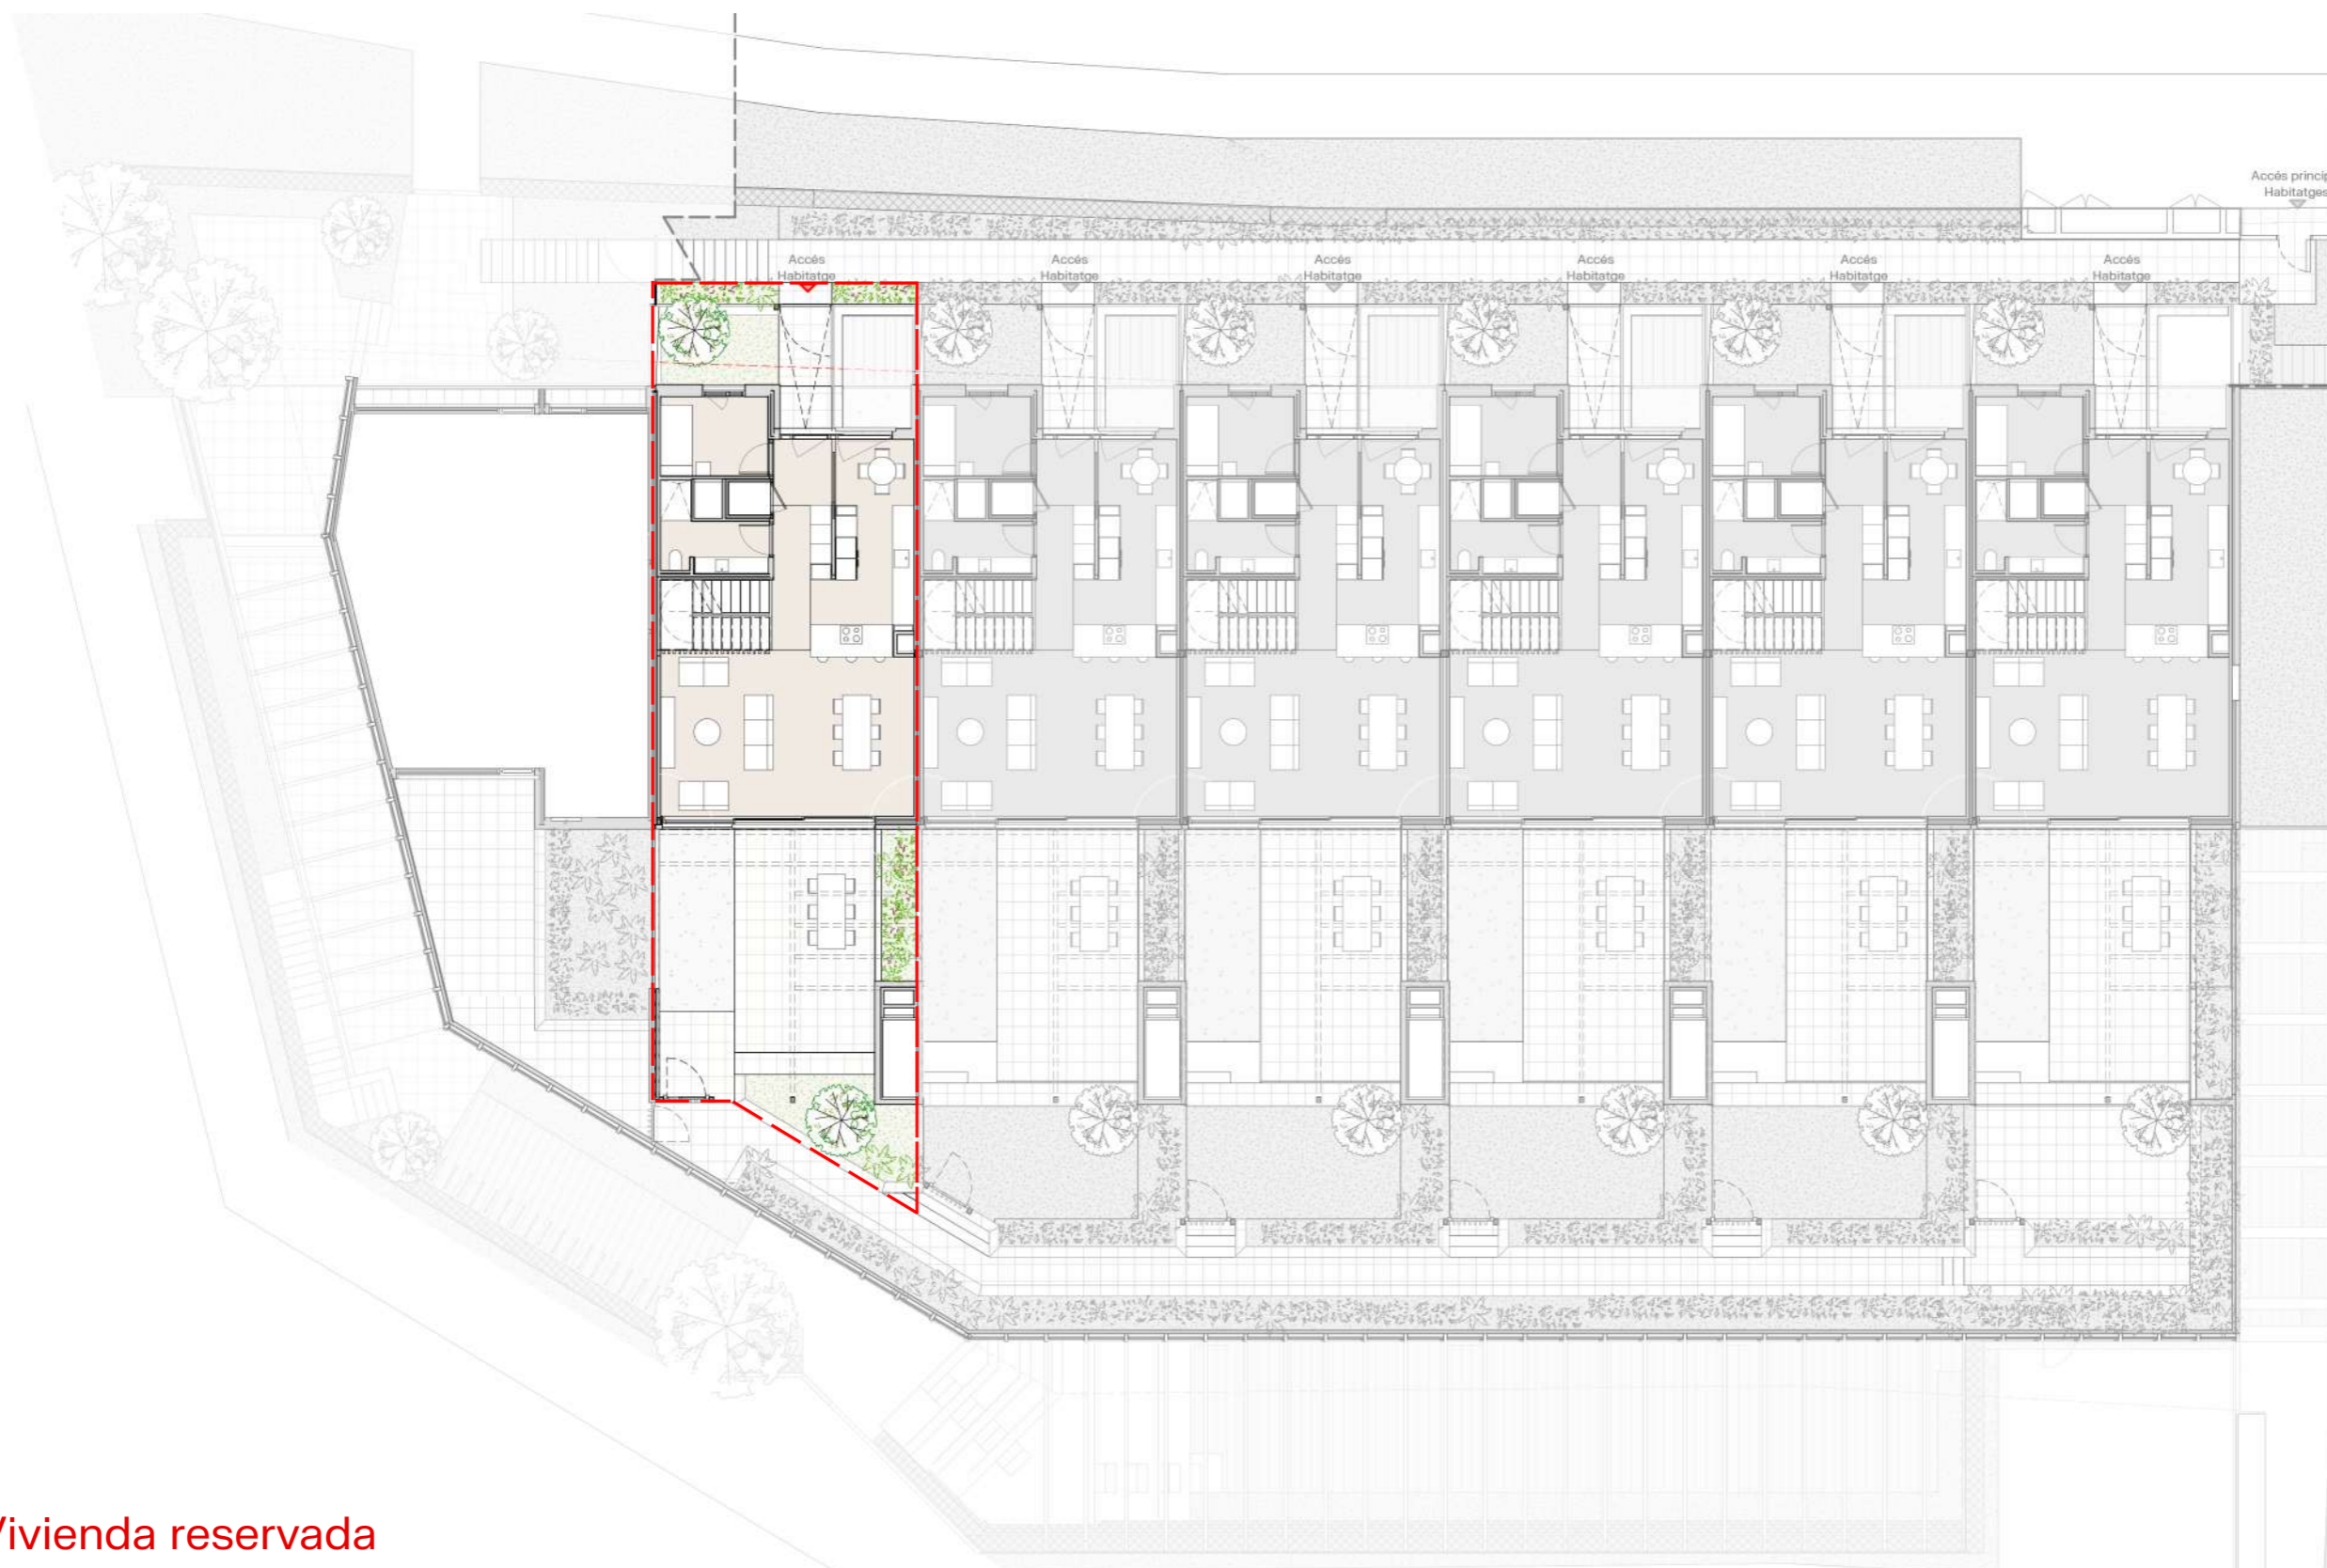 Accés princip
Habitatges
Accés
Habitatge
Accés
Habitatge
Accés
Habitatge
Accés
Habitatge
Accés
Habitatge
Accés
Habitatge
Vivienda reservada